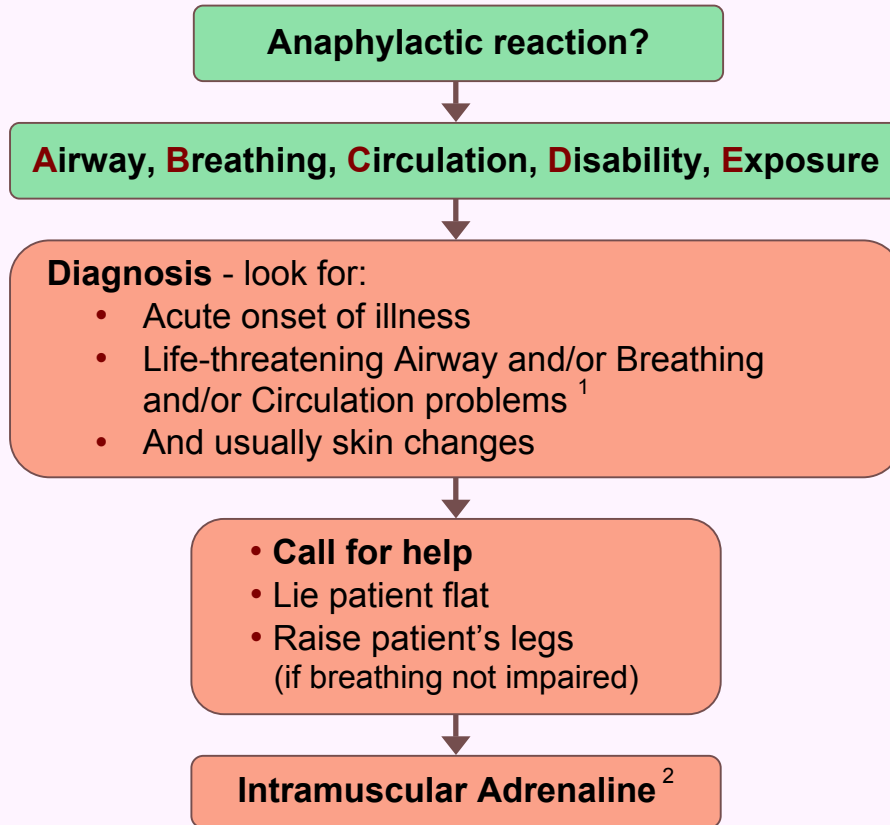 Anaphylactic reaction?
Airway, Breathing, Circulation, Disability, Exposure
Diagnosis - look for:
• Acute onset of illness
• Life-threatening Airway and/or Breathing
and/or Circulation problems 1
• And usually skin changes
• Call for help
• Lie patient flat
• Raise patient's legs
(if breathing not impaired)
Intramuscular Adrenaline 2